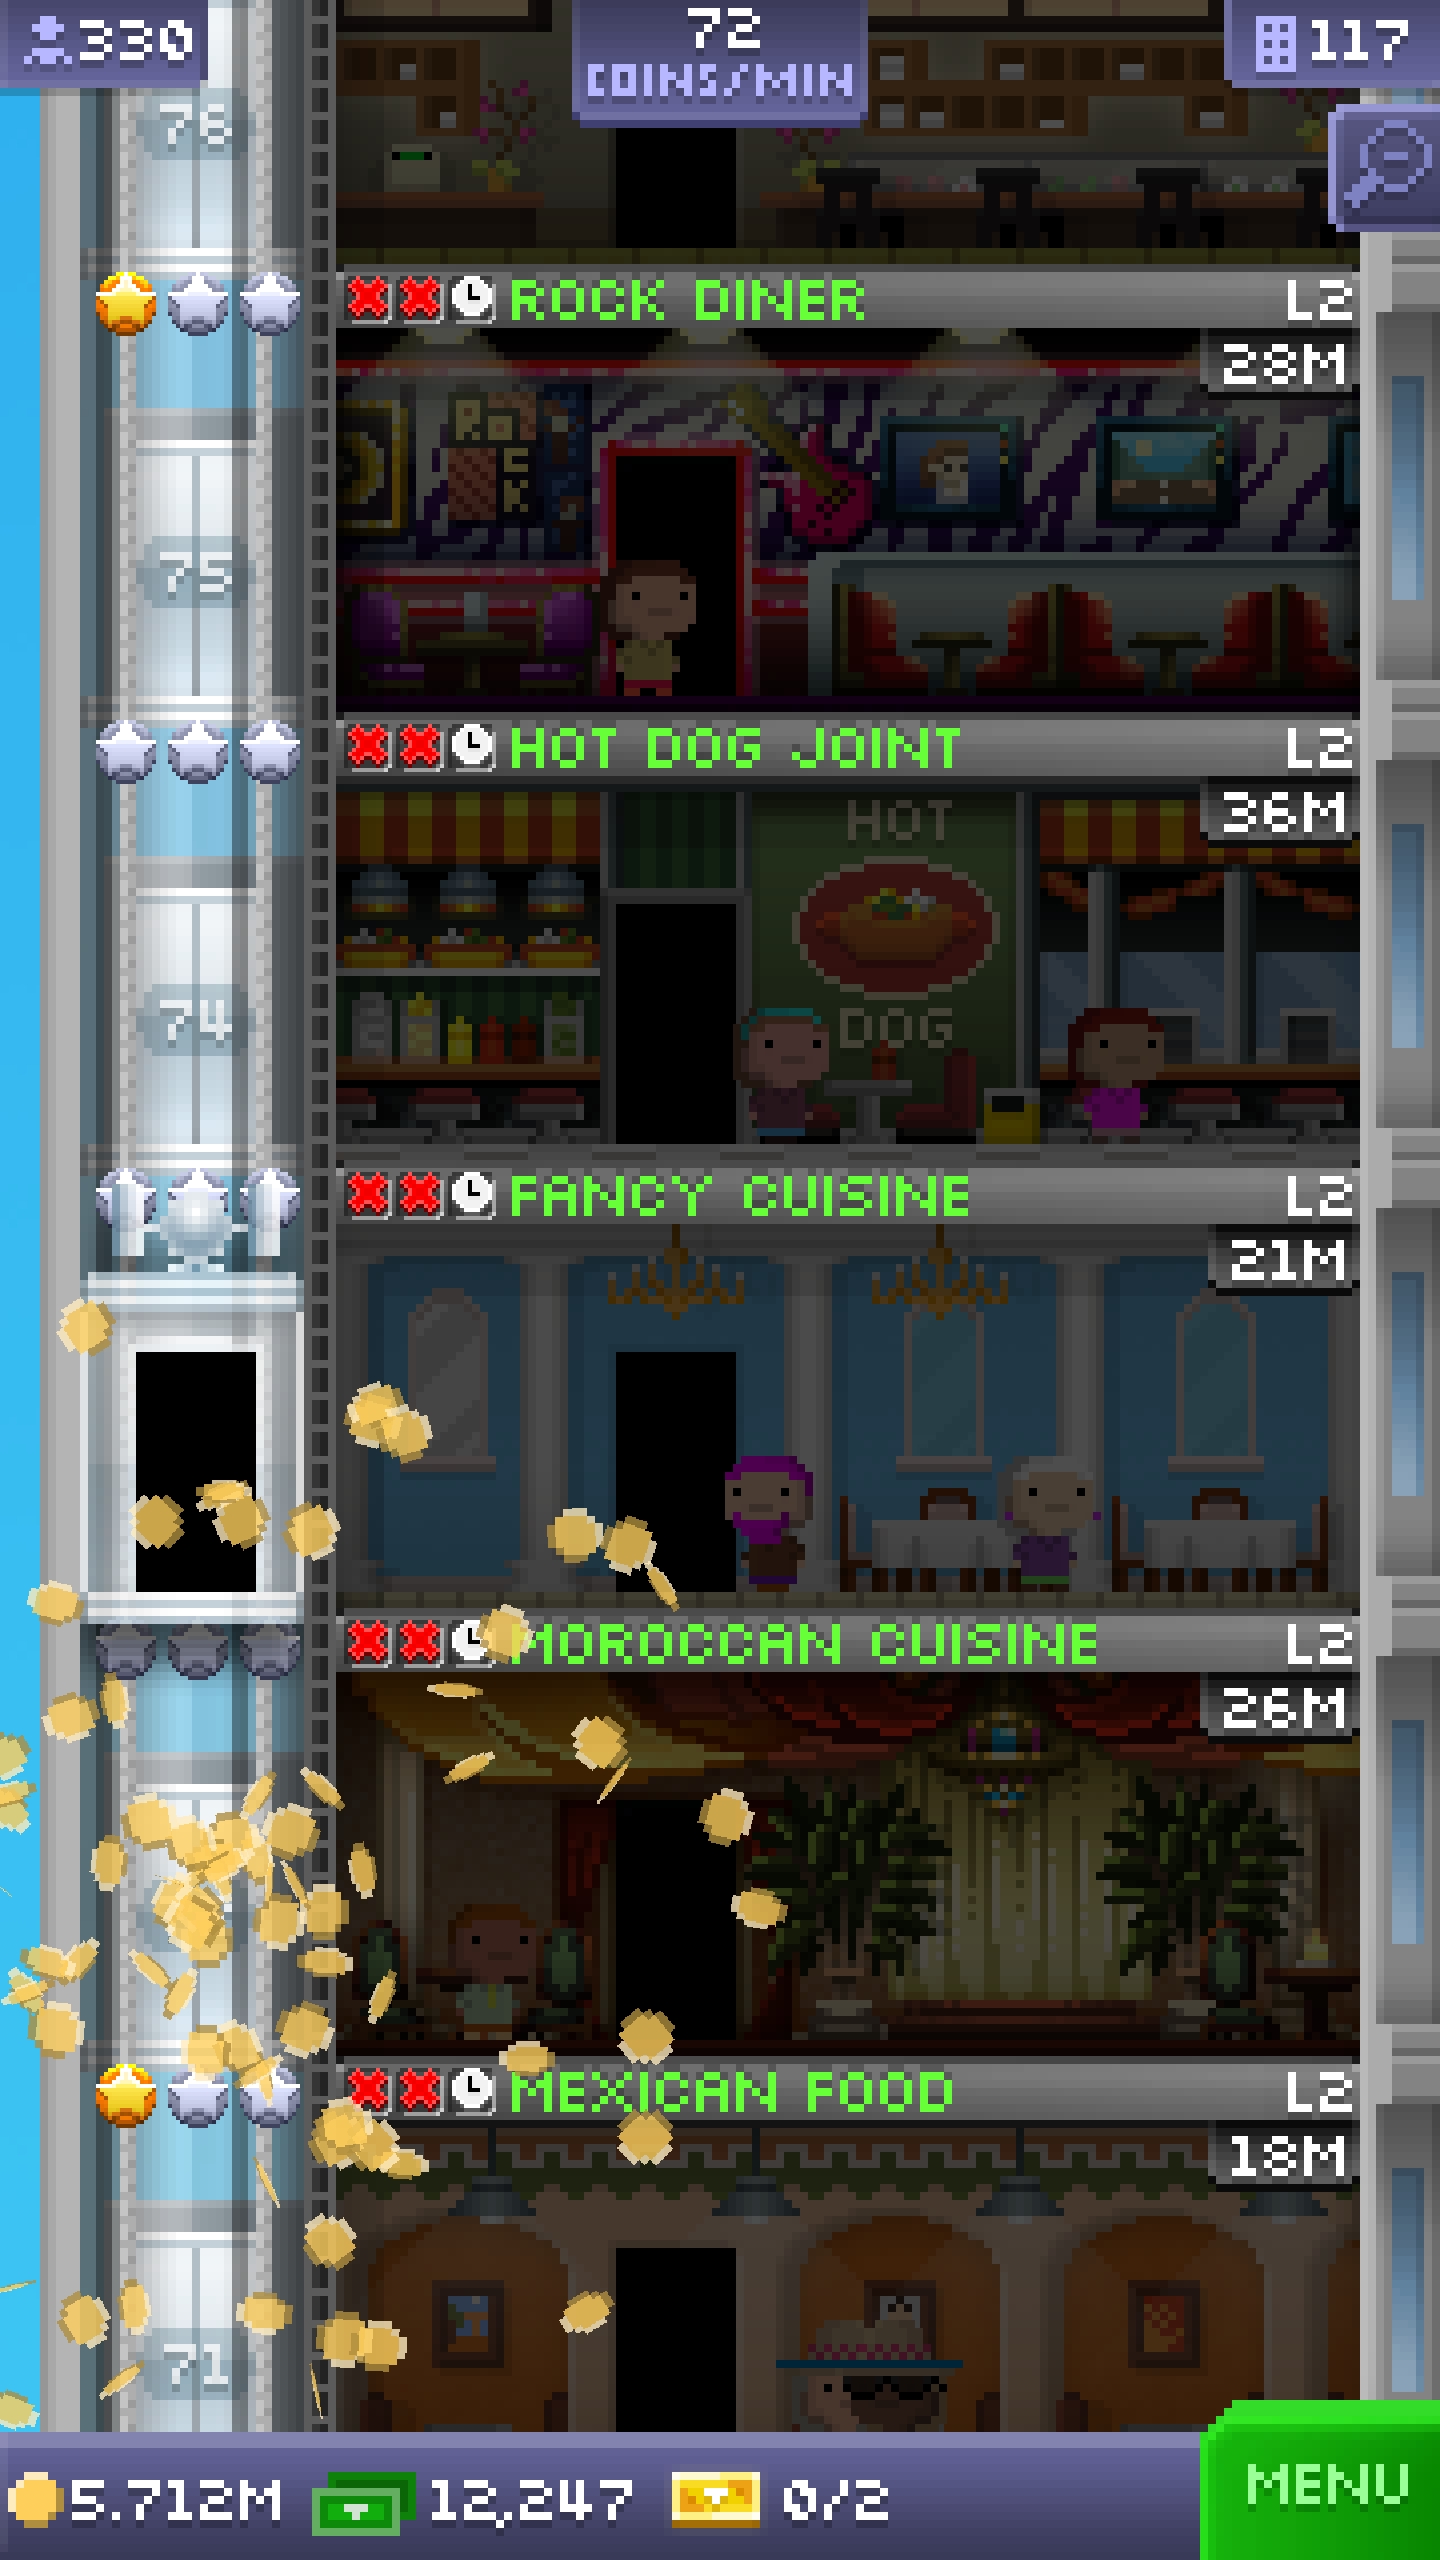 330
72
COINS/MIN
117
76
ROCK DINER L2
28M
75
HOT DOG JOINT L2
36M
HOT
DOG
74
FANCY CUISINE L2
21M
MOROCCAN CUISINE L2
26M
MEXICAN FOOD L2
18M
71
5.712M 12,247 0/2
MENU